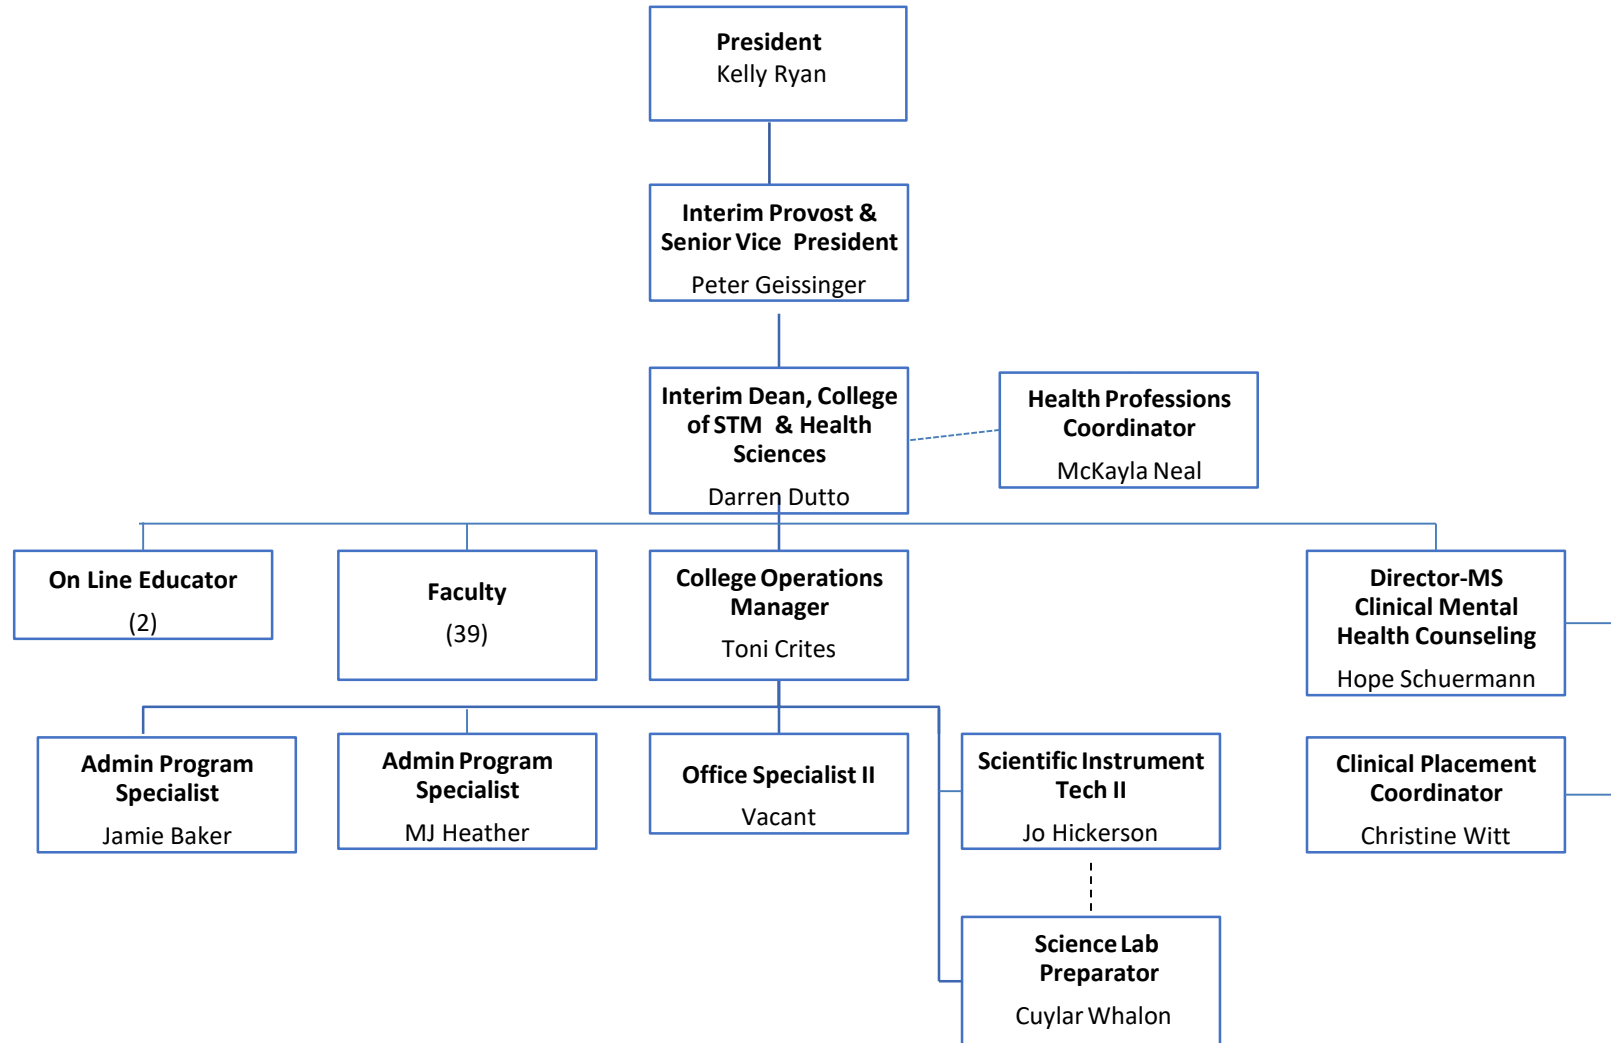 President
Kelly Ryan
Interim Provost &
Senior Vice President
Peter Geissinger
Interim Dean, College
of STM & Health
Sciences
Darren Dutto
Health Professions
Coordinator
McKayla Neal
On Line Educator
(2)
Faculty
(39)
College Operations
Manager
Toni Crites
Director-MS
Clinical Mental
Health Counseling
Hope Schuermann
Admin Program
Specialist
Jamie Baker
Admin Program
Specialist
MJ Heather
Office Specialist II
Vacant
Scientific Instrument
Tech II
Jo Hickerson
Clinical Placement
Coordinator
Christine Witt
Science Lab
Preparator
Cuylar Whalon